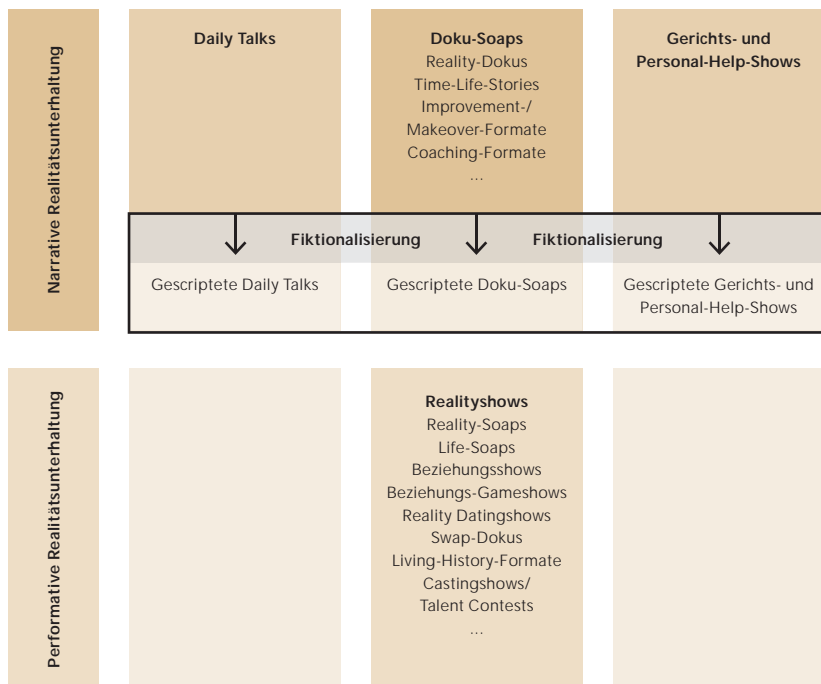 Narrative Realitätsunterhaltung
Daily Talks
Doku-Soaps
Reality-Dokus
Time-Life-Stories
Improvement-/
Makeover-Formate
Coaching-Formate
...
Gerichts- und
Personal-Help-Shows
Fiktionalisierung
Fiktionalisierung
Gescriptete Daily Talks
Gescriptete Doku-Soaps
Gescriptete Gerichts- und
Personal-Help-Shows
Performative Realitätsunterhaltung
Realityshows
Reality-Soaps
Life-Soaps
Beziehungsshows
Beziehungs-Gameshows
Reality Datingshows
Swap-Dokus
Living-History-Formate
Castingshows/
Talent Contests
...